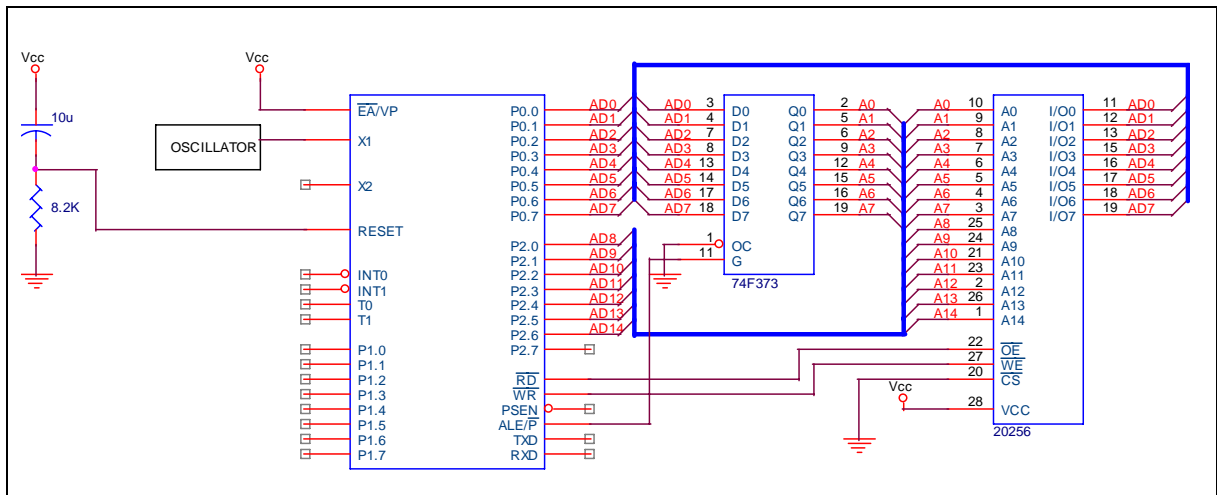 Vcc
10u
8.2K
Vcc
OSCILLATOR
EA/VP
X1
X2
RESET
INT0
INT1
T0
T1
P1.0
P1.1
P1.2
P1.3
P1.4
P1.5
P1.6
P1.7
P0.0
P0.1
P0.2
P0.3
P0.4
P0.5
P0.6
P0.7
P2.0
P2.1
P2.2
P2.3
P2.4
P2.5
P2.6
P2.7
RD
WR
PSEN
ALE/P
TXD
RXD
AD0
AD1
AD2
AD3
AD4
AD5
AD6
AD7
AD8
AD9
AD10
AD11
AD12
AD13
AD14
AD0 3 D0 Q0 2 A0
AD1 4 D1 Q1 5 A1
AD2 7 D2 Q2 6 A2
AD3 8 D3 Q3 9 A3
AD4 13 D4 Q4 12 A4
AD5 14 D5 Q5 15 A5
AD6 17 D6 Q6 16 A6
AD7 18 D7 Q7 19 A7
1 OC
11 G
74F373
A0 10 A0 I/O0 11 AD0
A1 9 A1 I/O1 12 AD1
A2 8 A2 I/O2 13 AD2
A3 7 A3 I/O3 15 AD3
A4 6 A4 I/O4 16 AD4
A5 5 A5 I/O5 17 AD5
A6 4 A6 I/O6 18 AD6
A7 3 A7 I/O7 19 AD7
A8 25 A8
A9 24 A9
A10 21 A10
A11 23 A11
A12 2 A12
A13 26 A13
A14 1 A14
22 OE
27 WE
20 CS
Vcc 28 VCC
20256